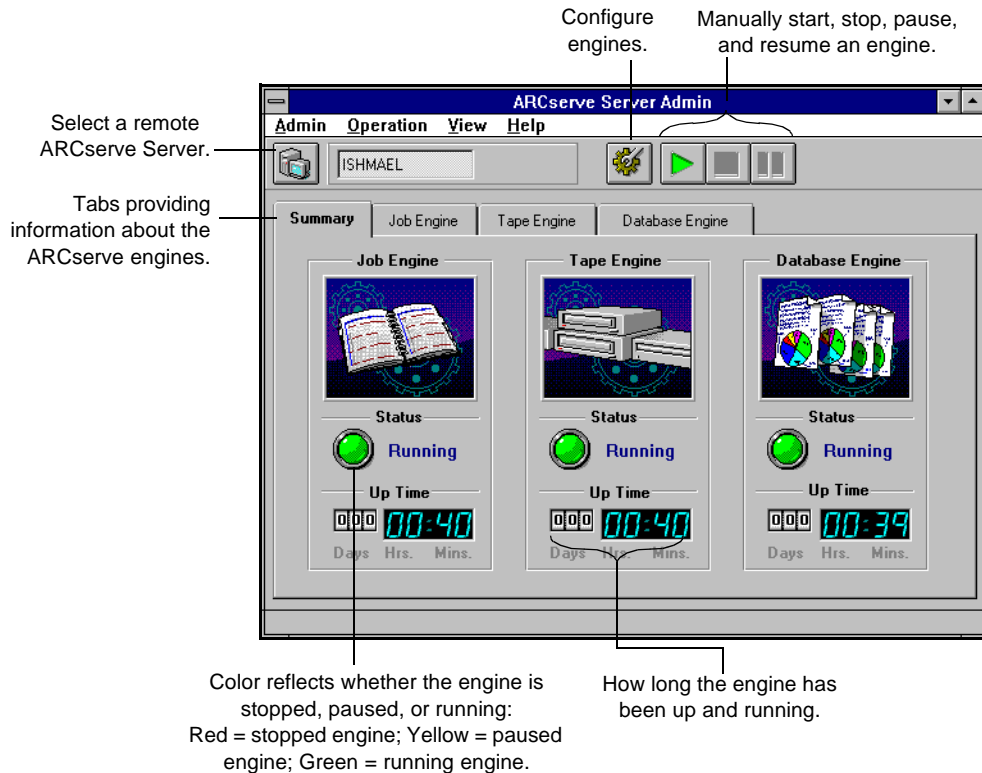 Configure
engines.
Manually start, stop, pause,
and resume an engine.
ARCserve Server Admin
Admin Operation View Help
Select a remote
ARCserve Server.
ISHMAEL
Tabs providing
information about the
ARCserve engines.
Summary Job Engine Tape Engine Database Engine
Job Engine Tape Engine Database Engine
Status Status Status
Running Running Running
Up Time Up Time Up Time
000 00:40 000 00:40 000 00:39
Days Hrs. Mins. Days Hrs. Mins. Days Hrs. Mins.
Color reflects whether the engine is
stopped, paused, or running:
Red = stopped engine; Yellow = paused
engine; Green = running engine.
How long the engine has
been up and running.